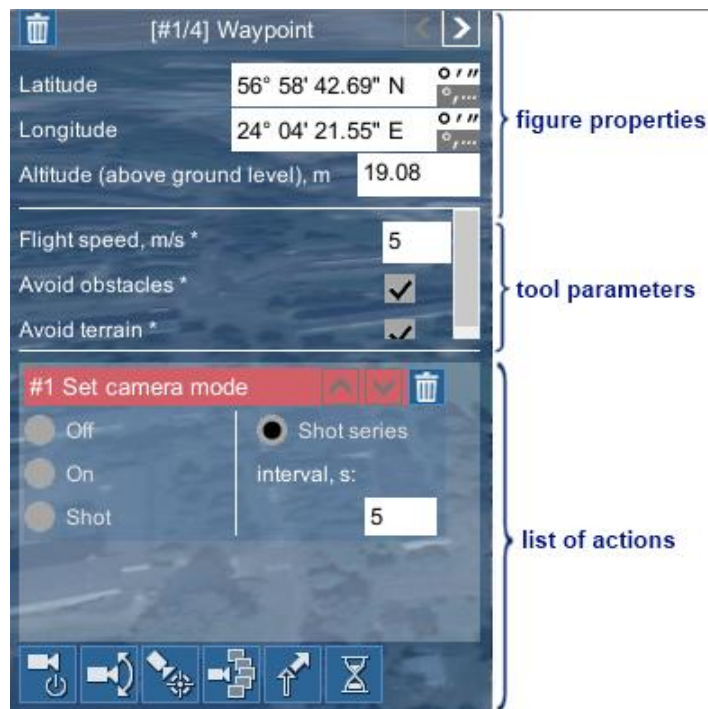 [#1/4] Waypoint
Latitude 56° 58' 42.69" N
Longitude 24° 04' 21.55" E
Altitude (above ground level), m 19.08
figure properties
Flight speed, m/s * 5
Avoid obstacles *
Avoid terrain *
tool parameters
#1 Set camera mode
Off
Shot series
On
interval, s:
Shot
5
list of actions